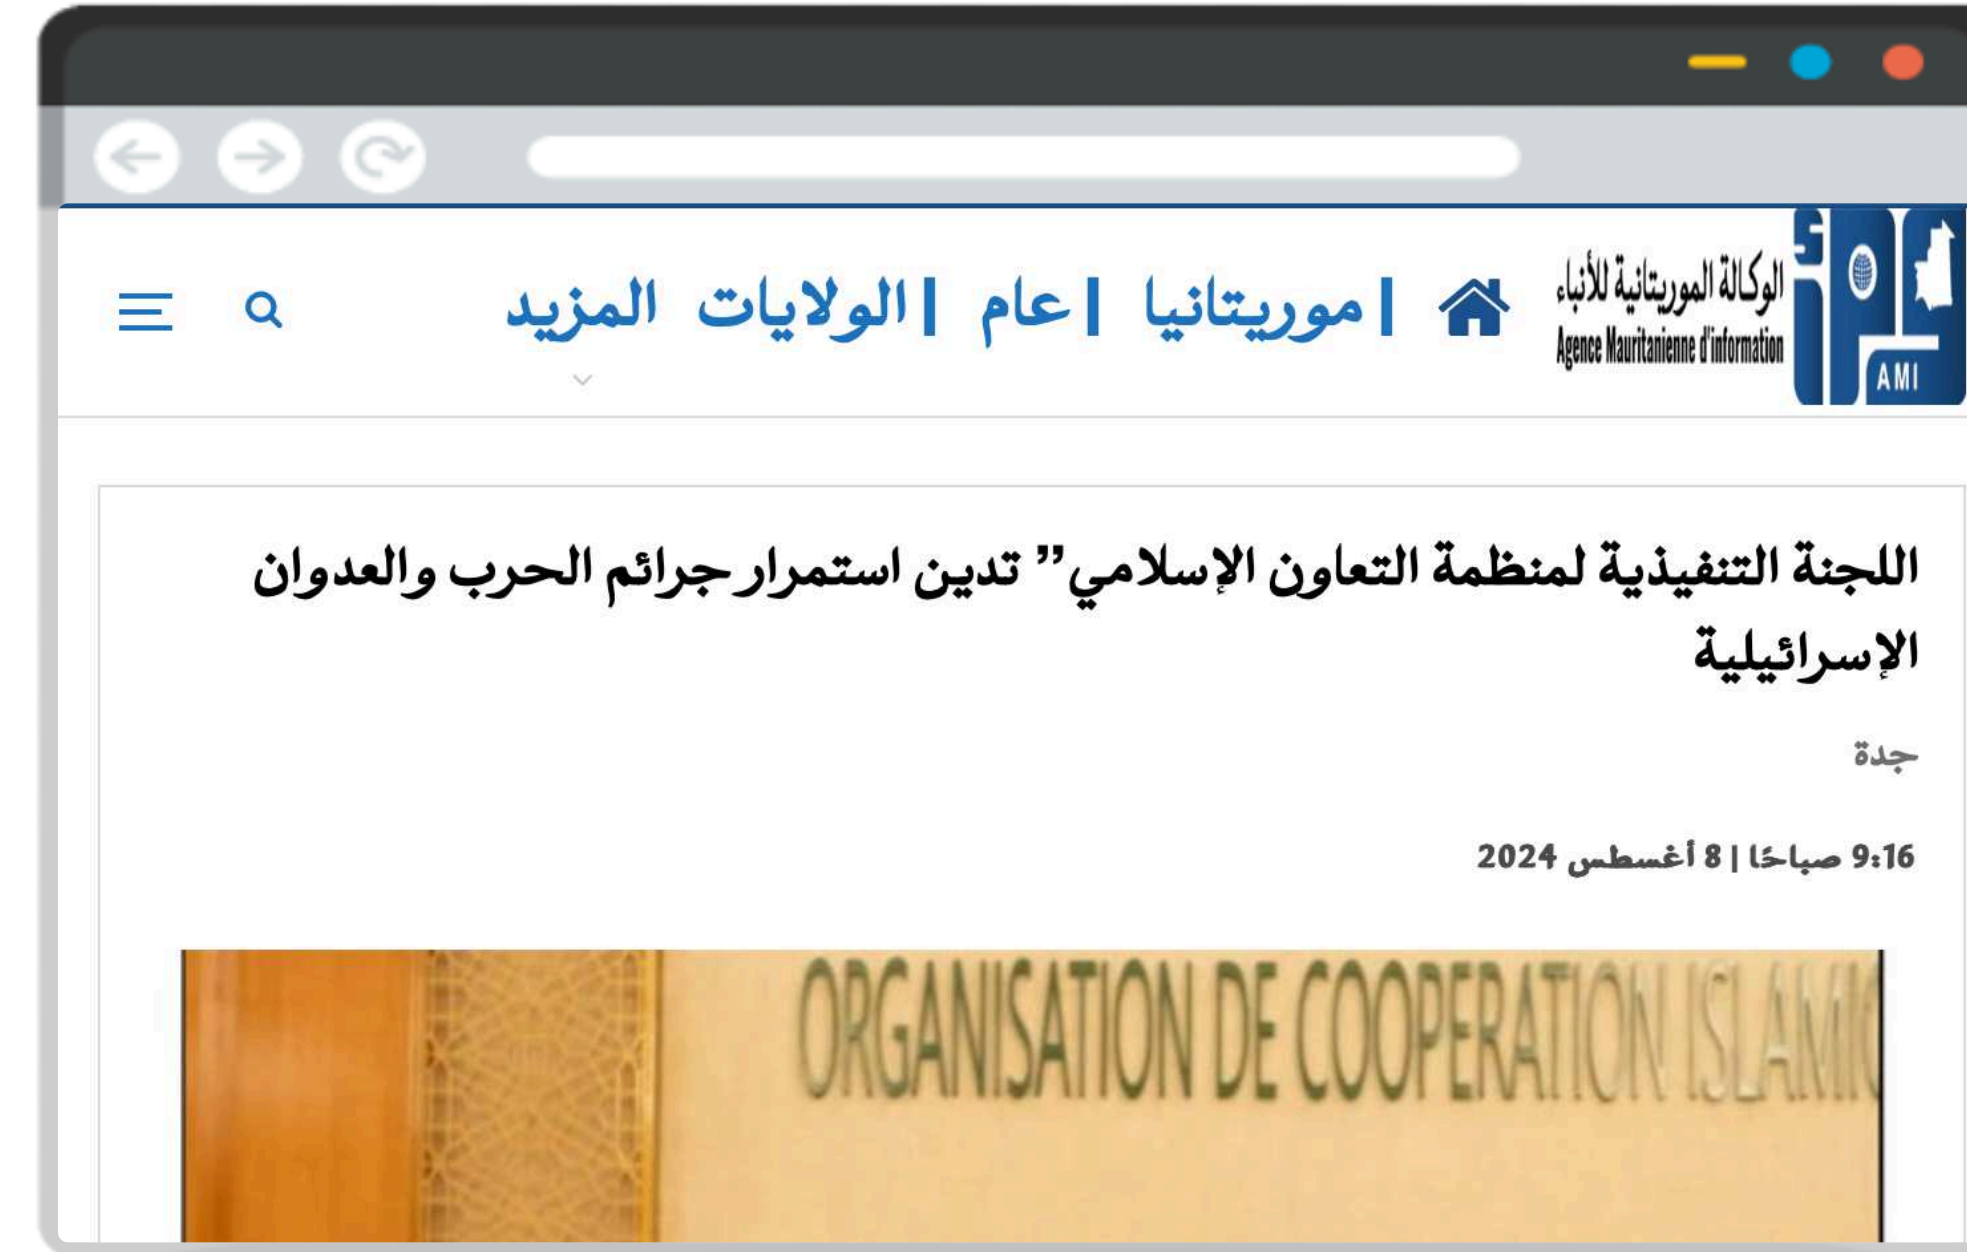 الوكالة الموريتانية للأنباء
Agence Mauritanienne d'information
AMI
| موريتانيا | عام | الولايات المزيد
اللجنة التنفيذية لمنظمة التعاون الإسلامي” تدين استمرار جرائم الحرب والعدوان
الإسرائيلية
جدة
9:16 صباحًا | 8 أغسطس 2024
ORGANISATION DE COOPERATION ISLAMIC